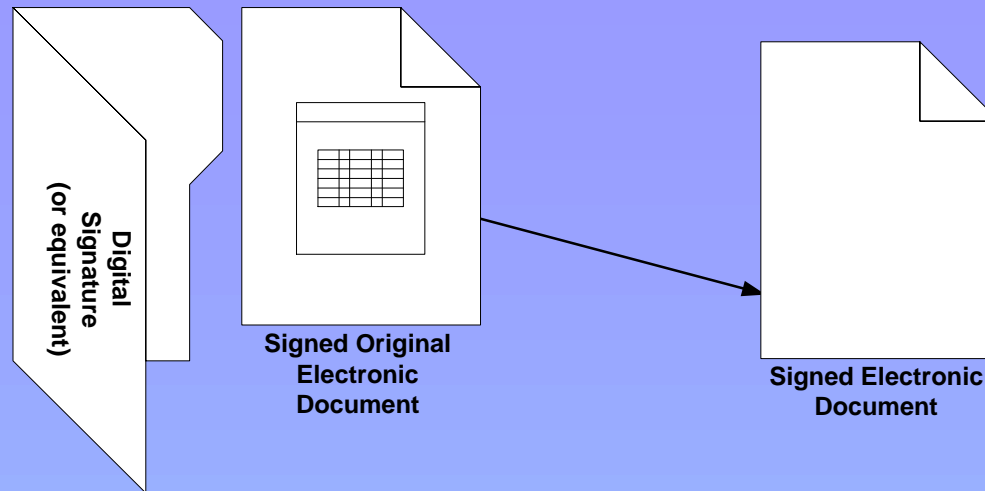 Digital
Signature
(or equivalent)
Signed Original
Electronic
Document
Signed Electronic
Document